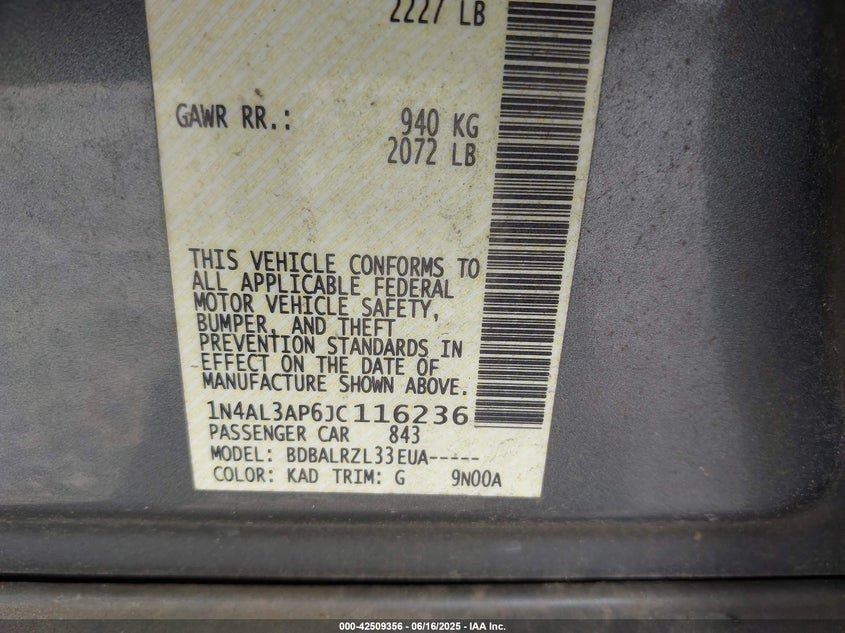 2227 LB
GAWR RR.: 940 KG
2072 LB
THIS VEHICLE CONFORMS TO
ALL APPLICABLE FEDERAL
MOTOR VEHICLE SAFETY,
BUMPER, AND THEFT
PREVENTION STANDARDS IN
EFFECT ON THE DATE OF
MANUFACTURE SHOWN ABOVE.
1N4AL3AP6JC116236
PASSENGER CAR 843
MODEL: BDBALRZL33EUA-----
COLOR: KAD TRIM: G 9N00A
000-42509356 - 06/16/2025 - IAA Inc.